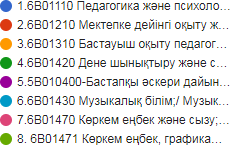 1.6В01110 Педагогика және психоло...
2.6В01210 Мектепке дейінгі оқыту ж...
3.6В01310 Бастауыш оқыту педагог...
4.6В01420 Дене шынықтыру және с...
5.5В010400-Бастапқы әскери дайын...
6.6В01430 Музыкалық білім;/ Музык...
7.6В01470 Көркем еңбек және сызу;...
8. 6В01471 Көркем еңбек, графика...